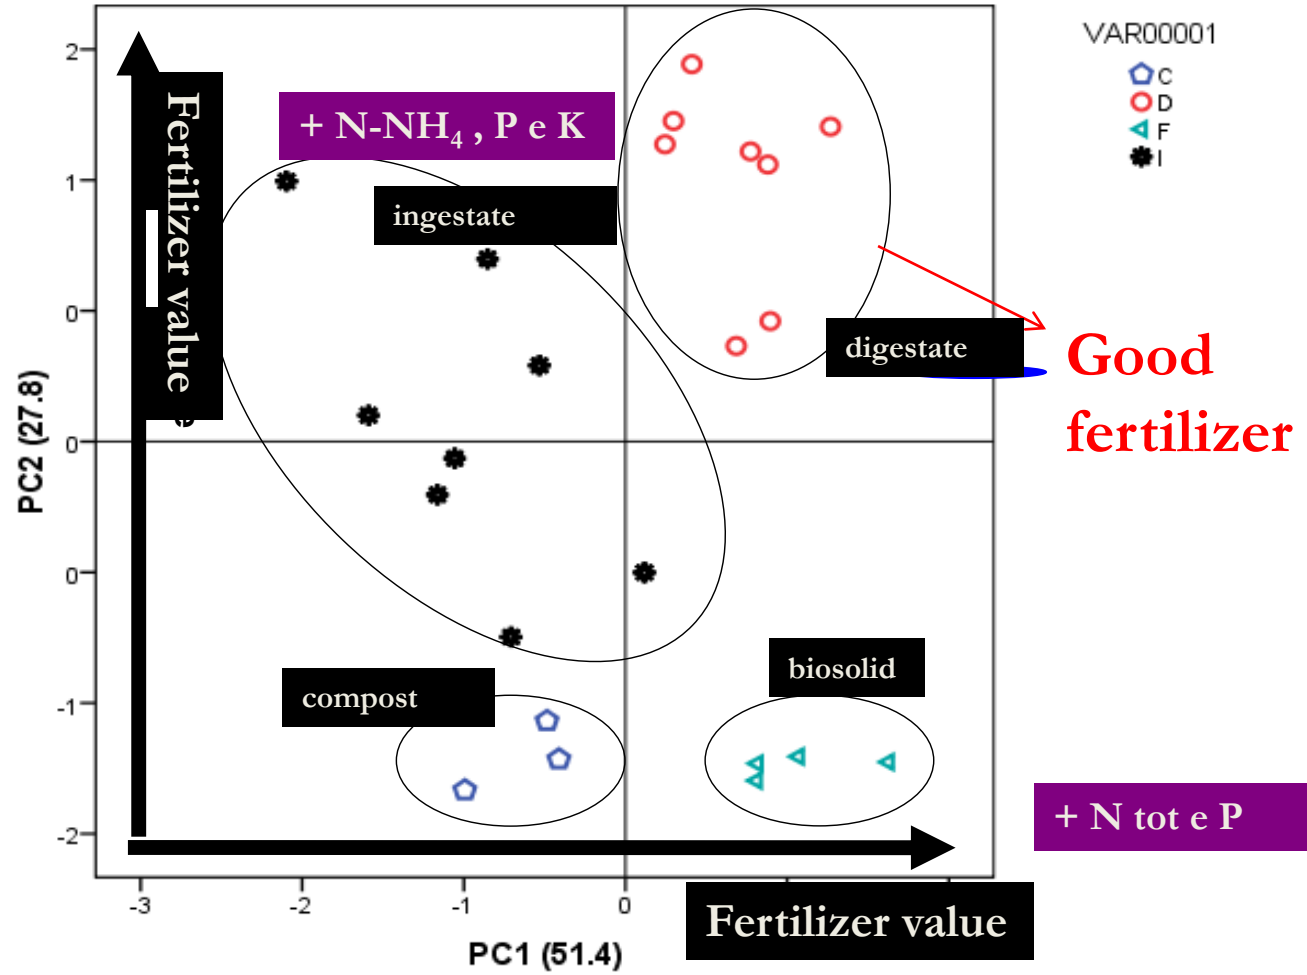 VAR00001
C
D
F
I
+ N-NH₄ , P e K
Fertilizer value
e
ingestate
digestate
Good
fertilizer
biosolid
compost
+ N tot e P
Fertilizer value
2
1
0
0
0
-1
-2
PC2 (27.8)
-3
-2
-1
0
PC1 (51.4)